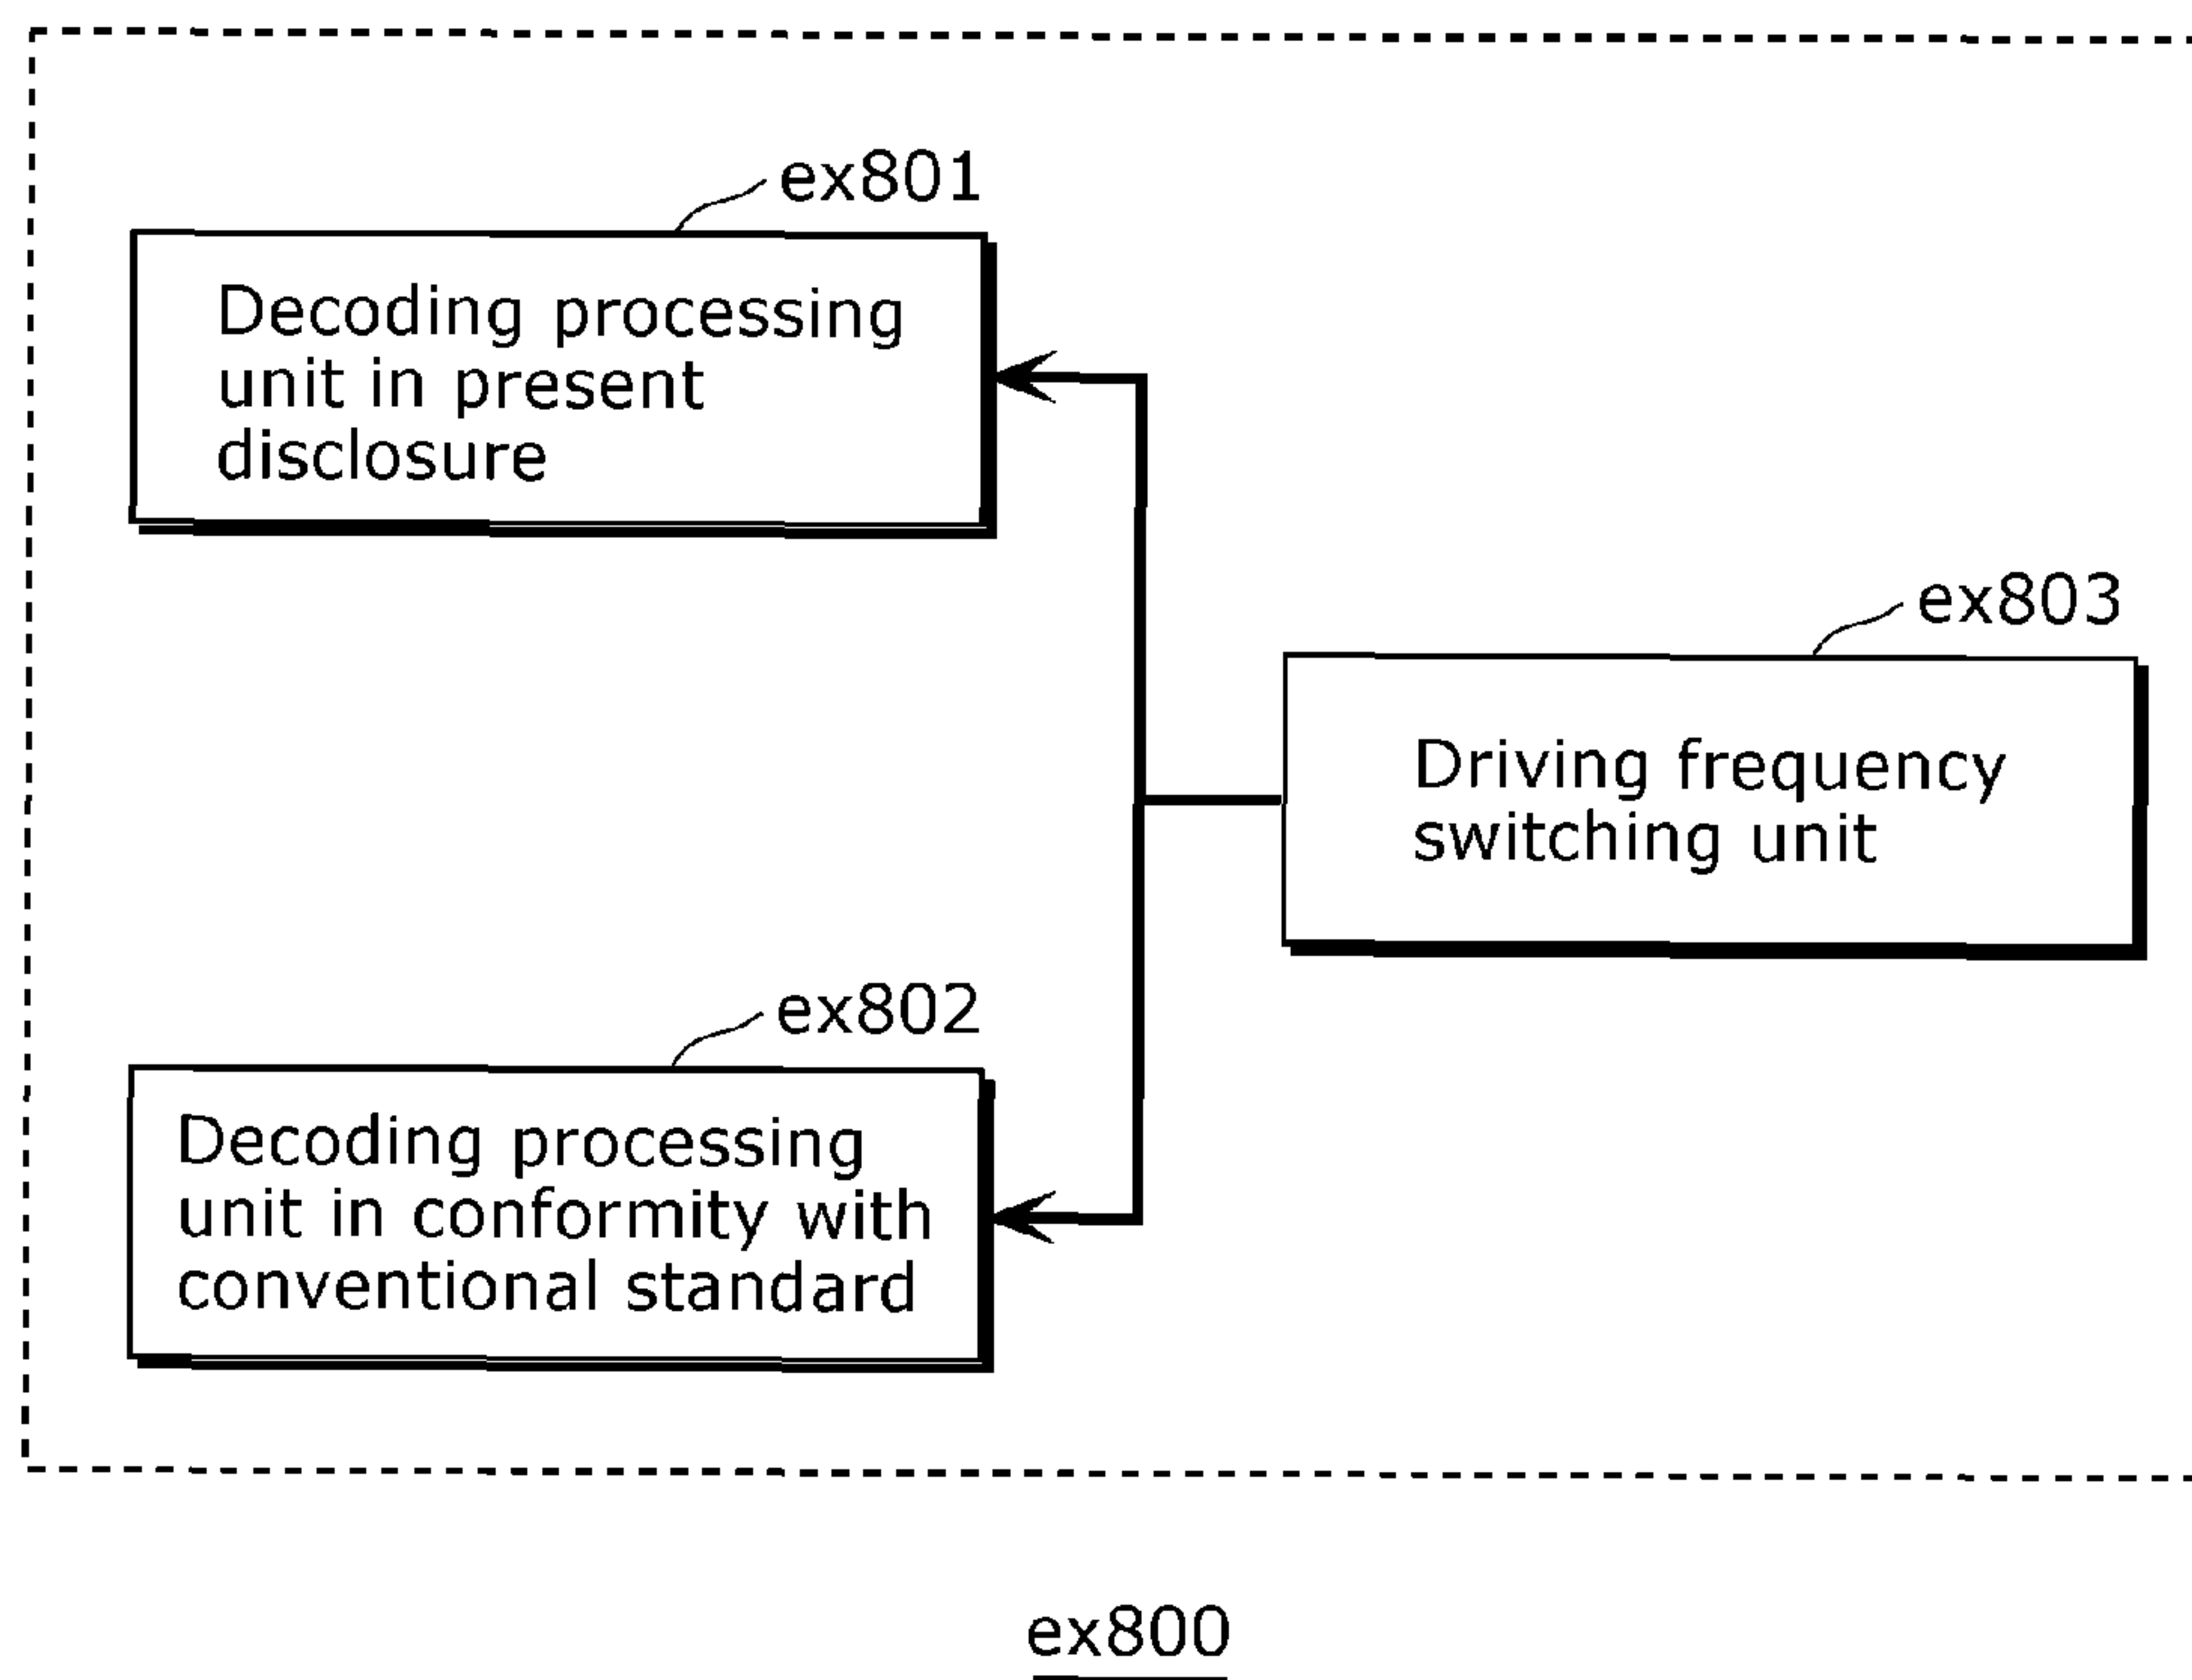 ex801
Decoding processing
unit in present
disclosure
ex803
Driving frequency
switching unit
ex802
Decoding processing
unit in conformity with
conventional standard
ex800